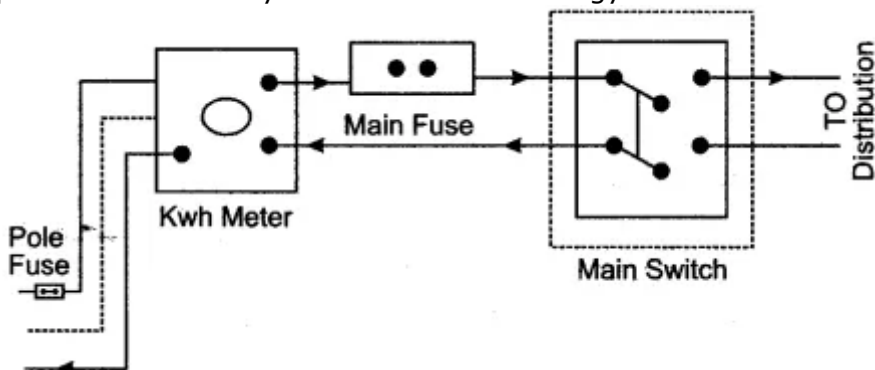 Main Fuse
Kwh Meter
Pole
Fuse
Main Switch
TO
Distribution